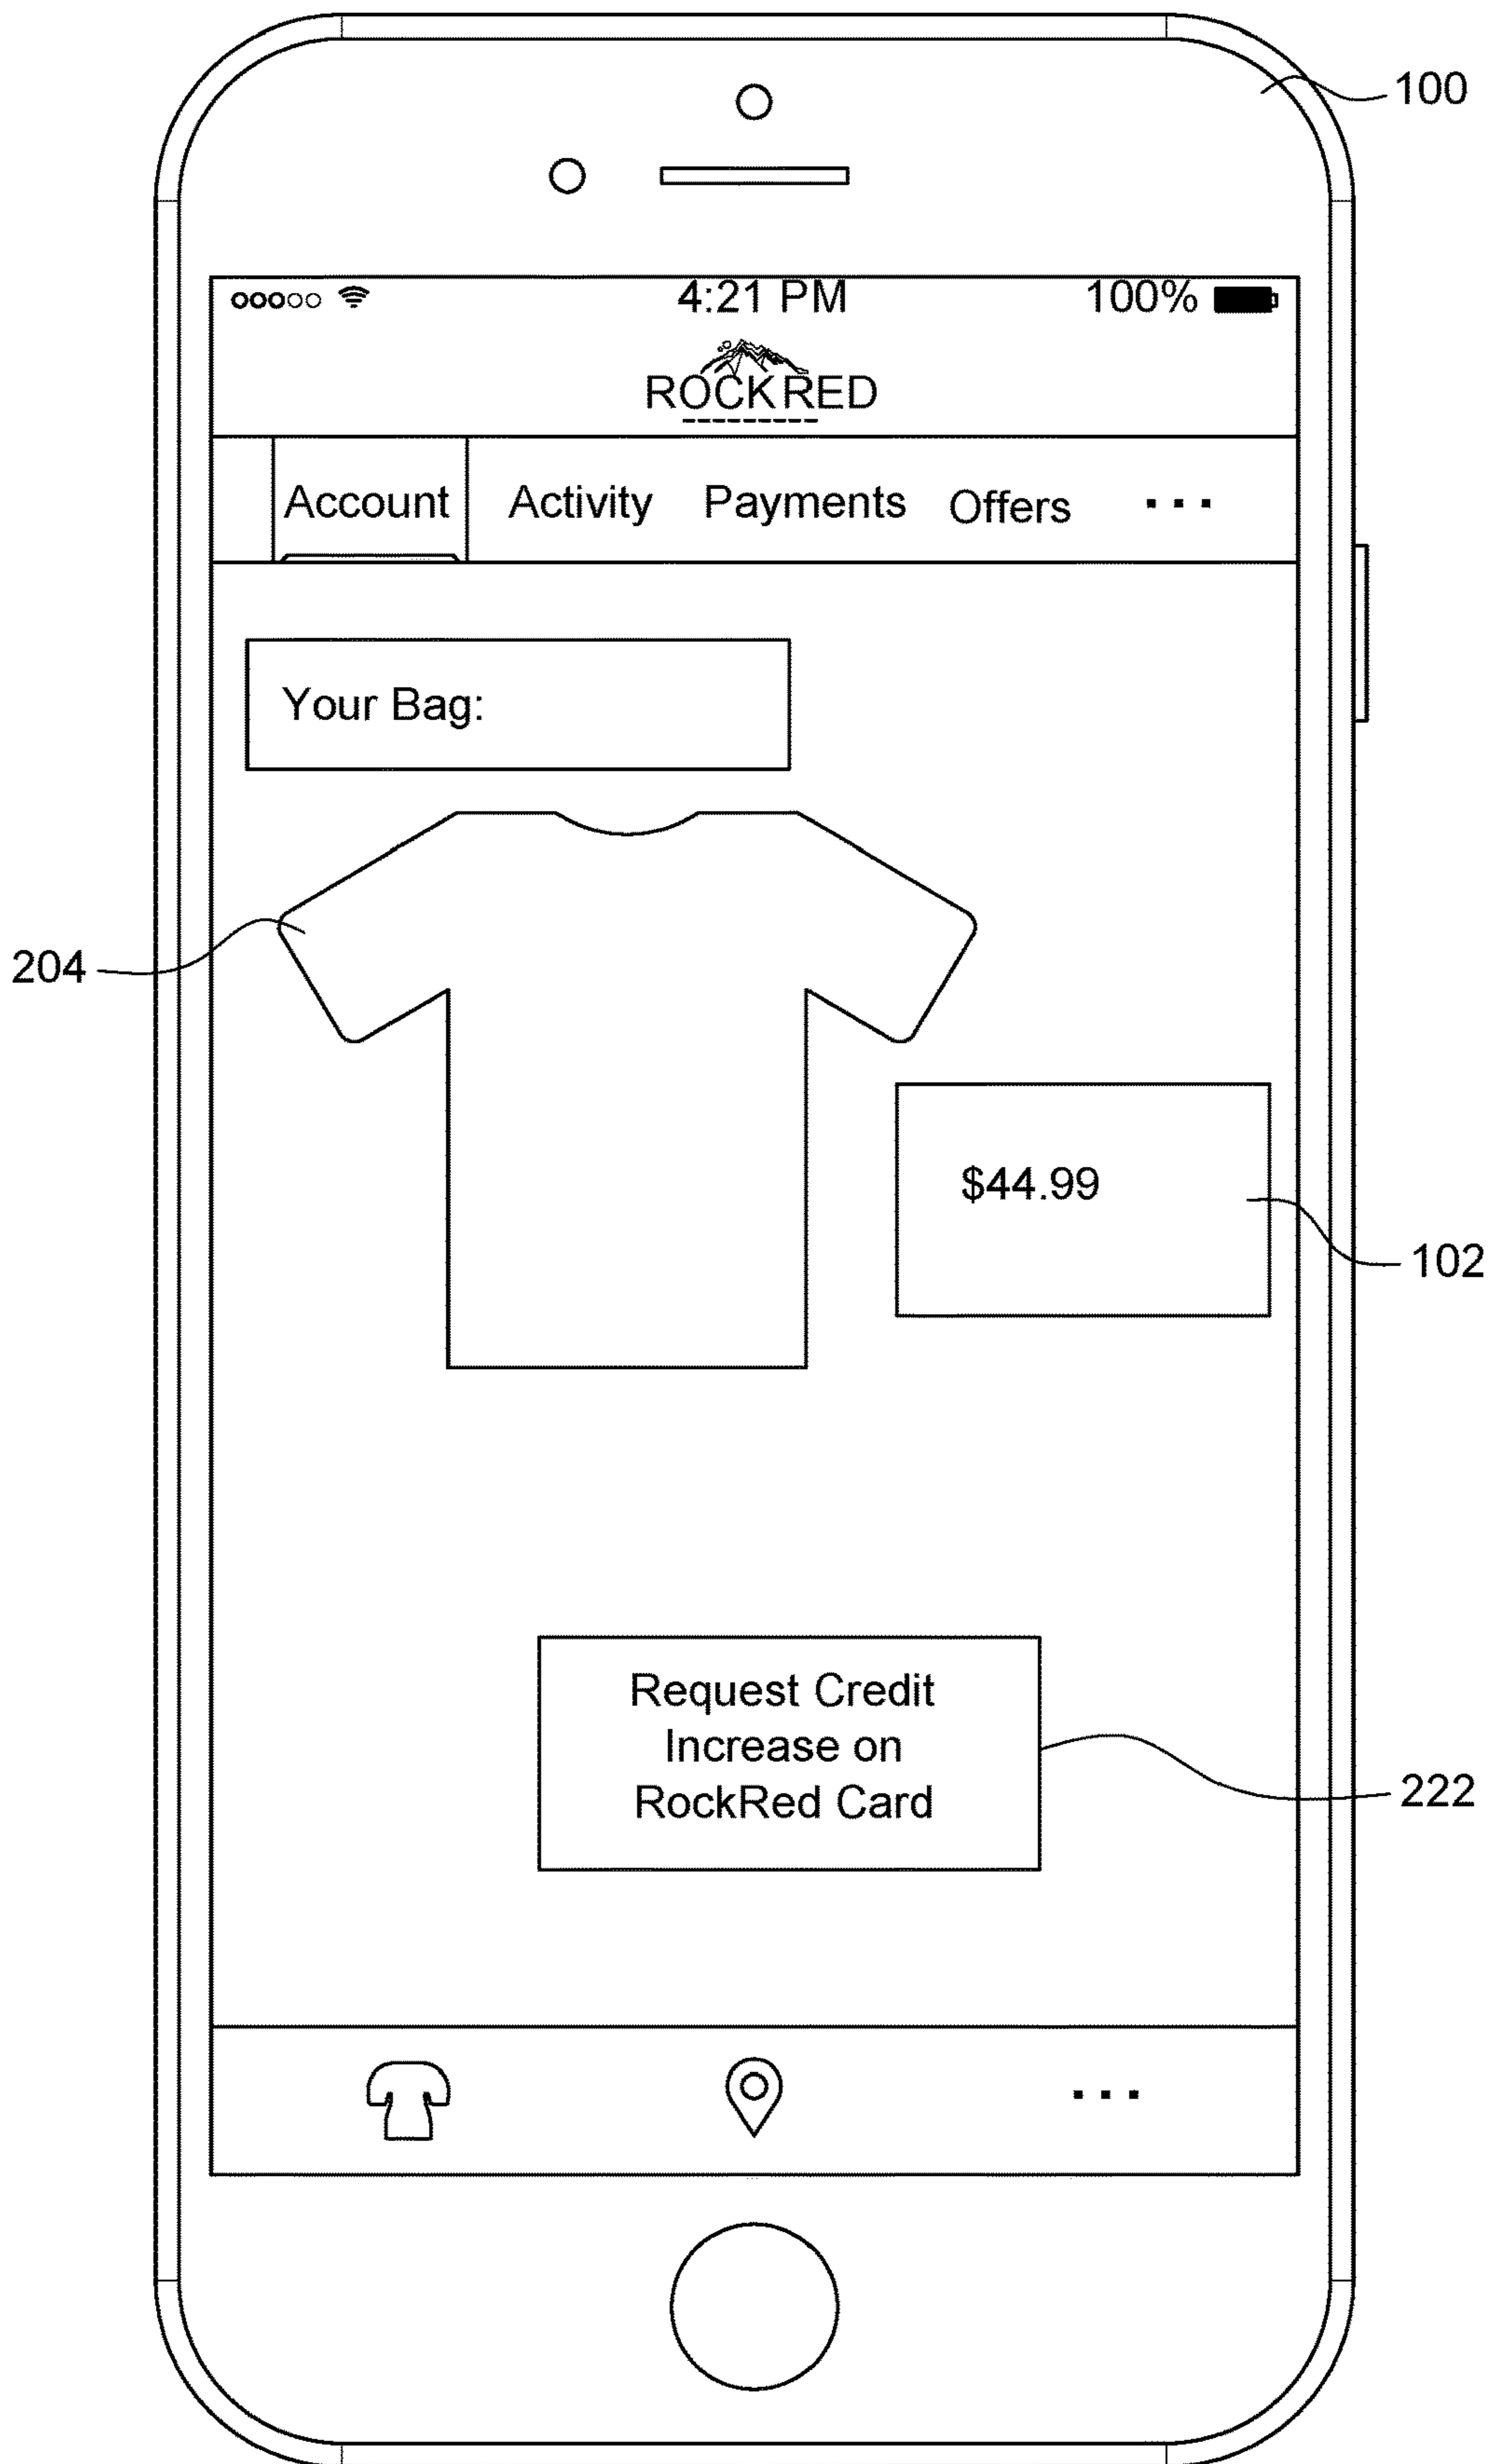 100
4:21 PM 100%
ROCKRED
Account Activity Payments Offers ...
Your Bag:
204
$44.99
102
Request Credit
Increase on
RockRed Card
222
...